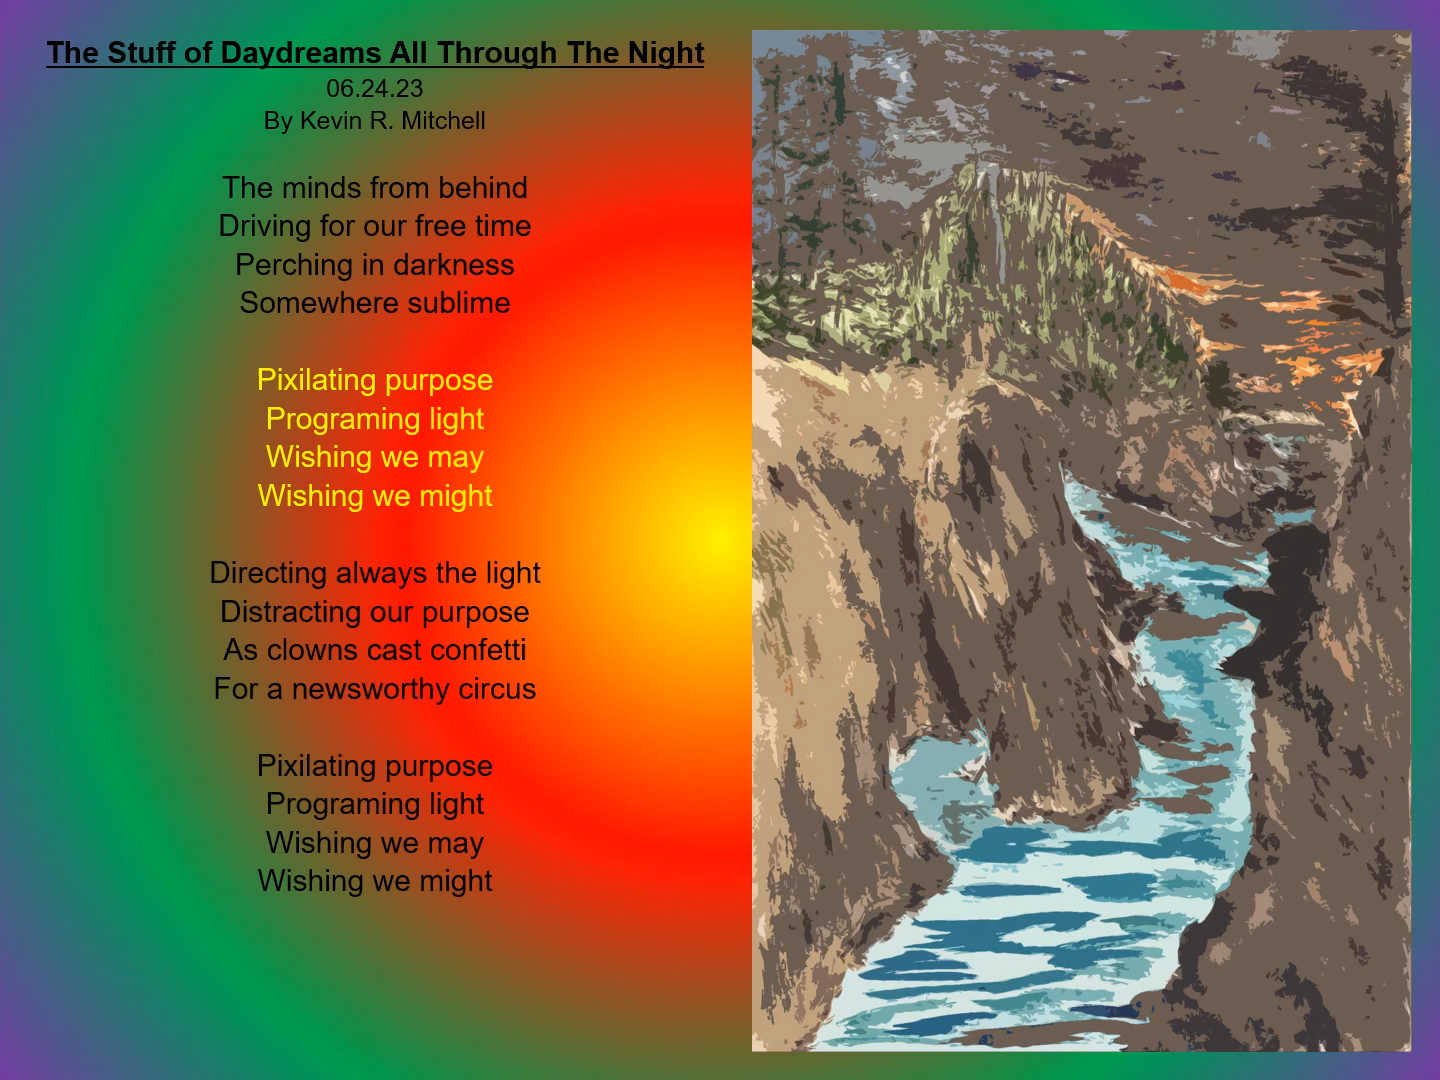 The Stuff of Daydreams All Through The Night
06.24.23
By Kevin R. Mitchell
The minds from behind
Driving for our free time
Perching in darkness
Somewhere sublime
Pixilating purpose
Programing light
Wishing we may
Wishing we might
Directing always the light
Distracting our purpose
As clowns cast confetti
For a newsworthy circus
Pixilating purpose
Programing light
Wishing we may
Wishing we might